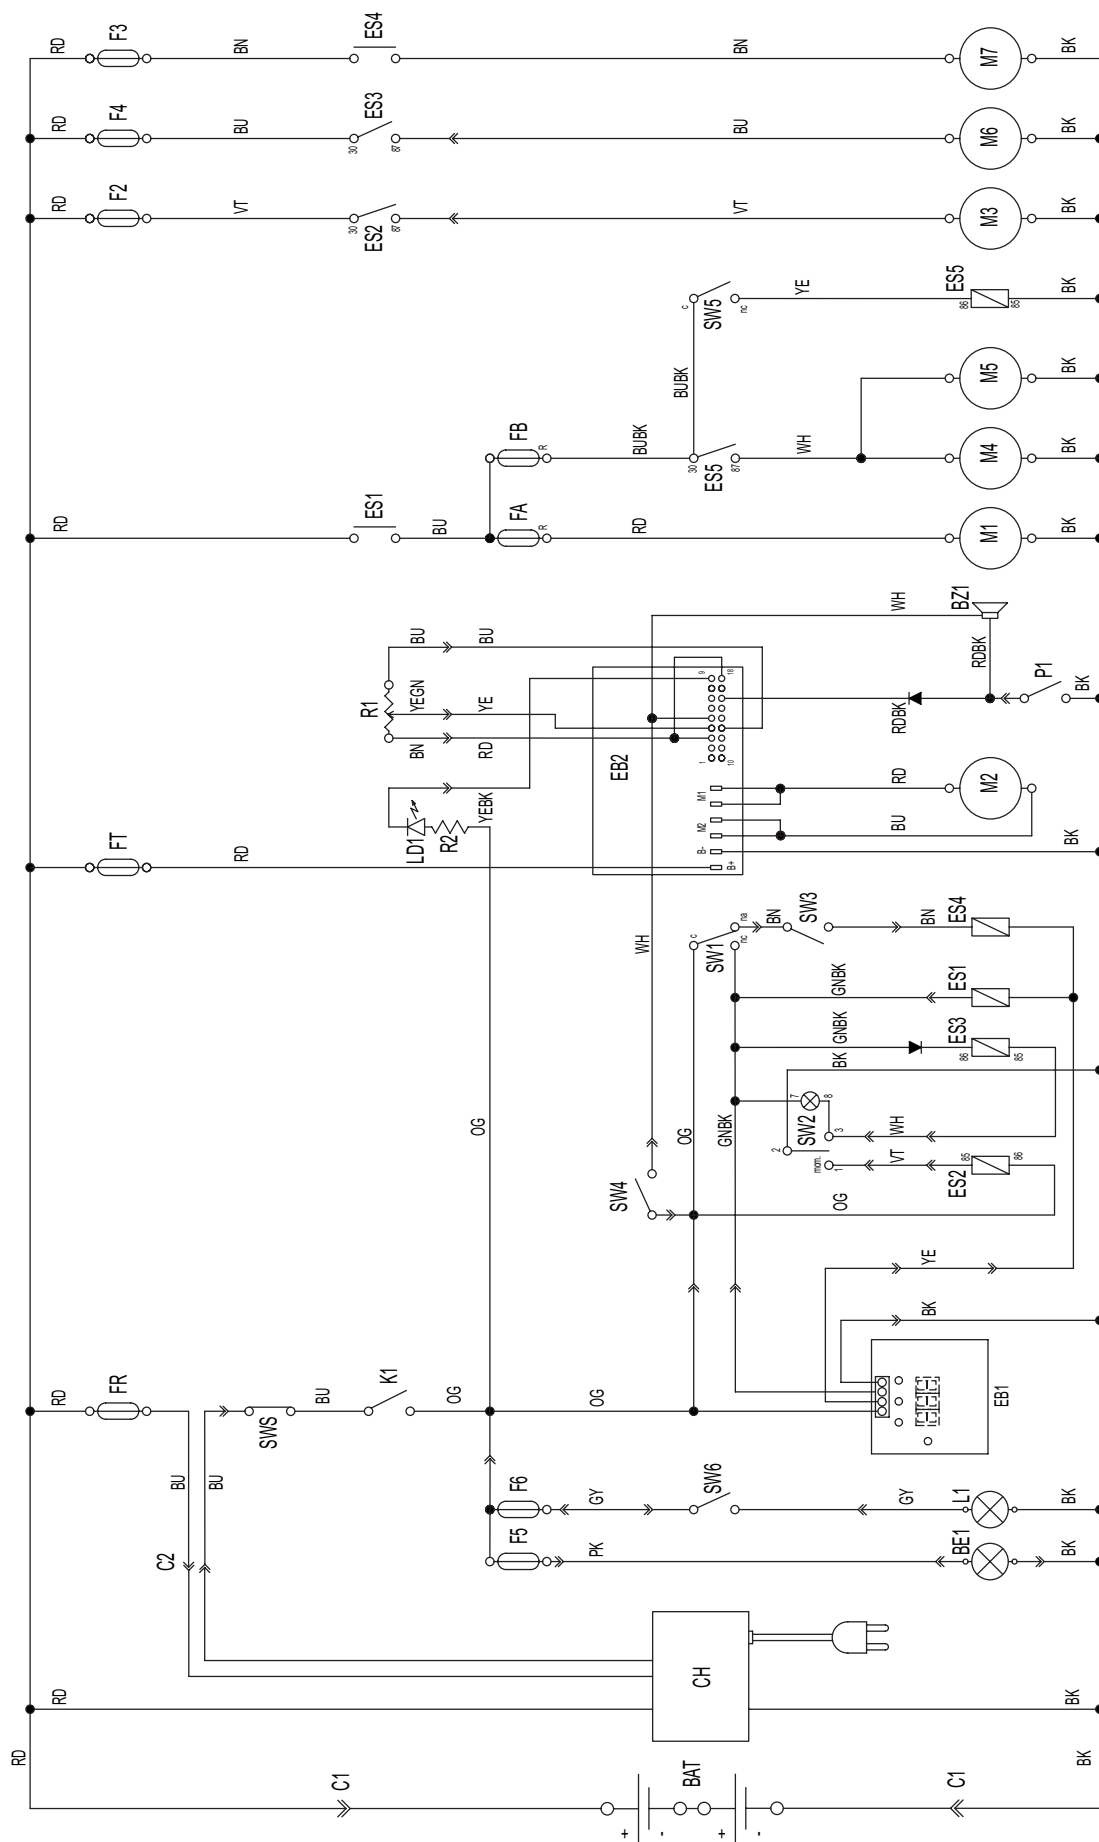 RD
F3
BN
ES4
BN
M7
BK
RD
F4
BU
30
ES3
87
BU
M6
BK
RD
F2
VT
30
ES2
87
VT
M3
BK
c
SW5
nc
YE
86
ES5
85
BK
BUBK
M5
BK
FB
R
BUBK
30
ES5
87
WH
M4
BK
RD
ES1
BU
FA
R
RD
M1
BK
WH
BZ1
RDBK
P1
BK
RDBK
R1
BU
BU
YEGN
YE
BN
RD
EB2
9
18
1
10
M1
M2
B-
B+
RD
M2
BU
BK
LD1
R2
YEBK
FT
RD
WH
SW4
OG
c
SW1
na
nc
BN
SW3
BN
ES4
GNBK
ES1
GNBK
86
ES3
85
BK
GNBK
7
8
SW2
2
3
WH
mom.
1
VT
85
ES2
86
OG
OG
YE
BK
EB1
RD
FR
BU
BU
C2
SWS
BU
K1
OG
OG
F6
GY
SW6
GY
L1
BK
F5
PK
BE1
BK
RD
CH
BK
RD
C1
+
-
BAT
+
-
C1
BK